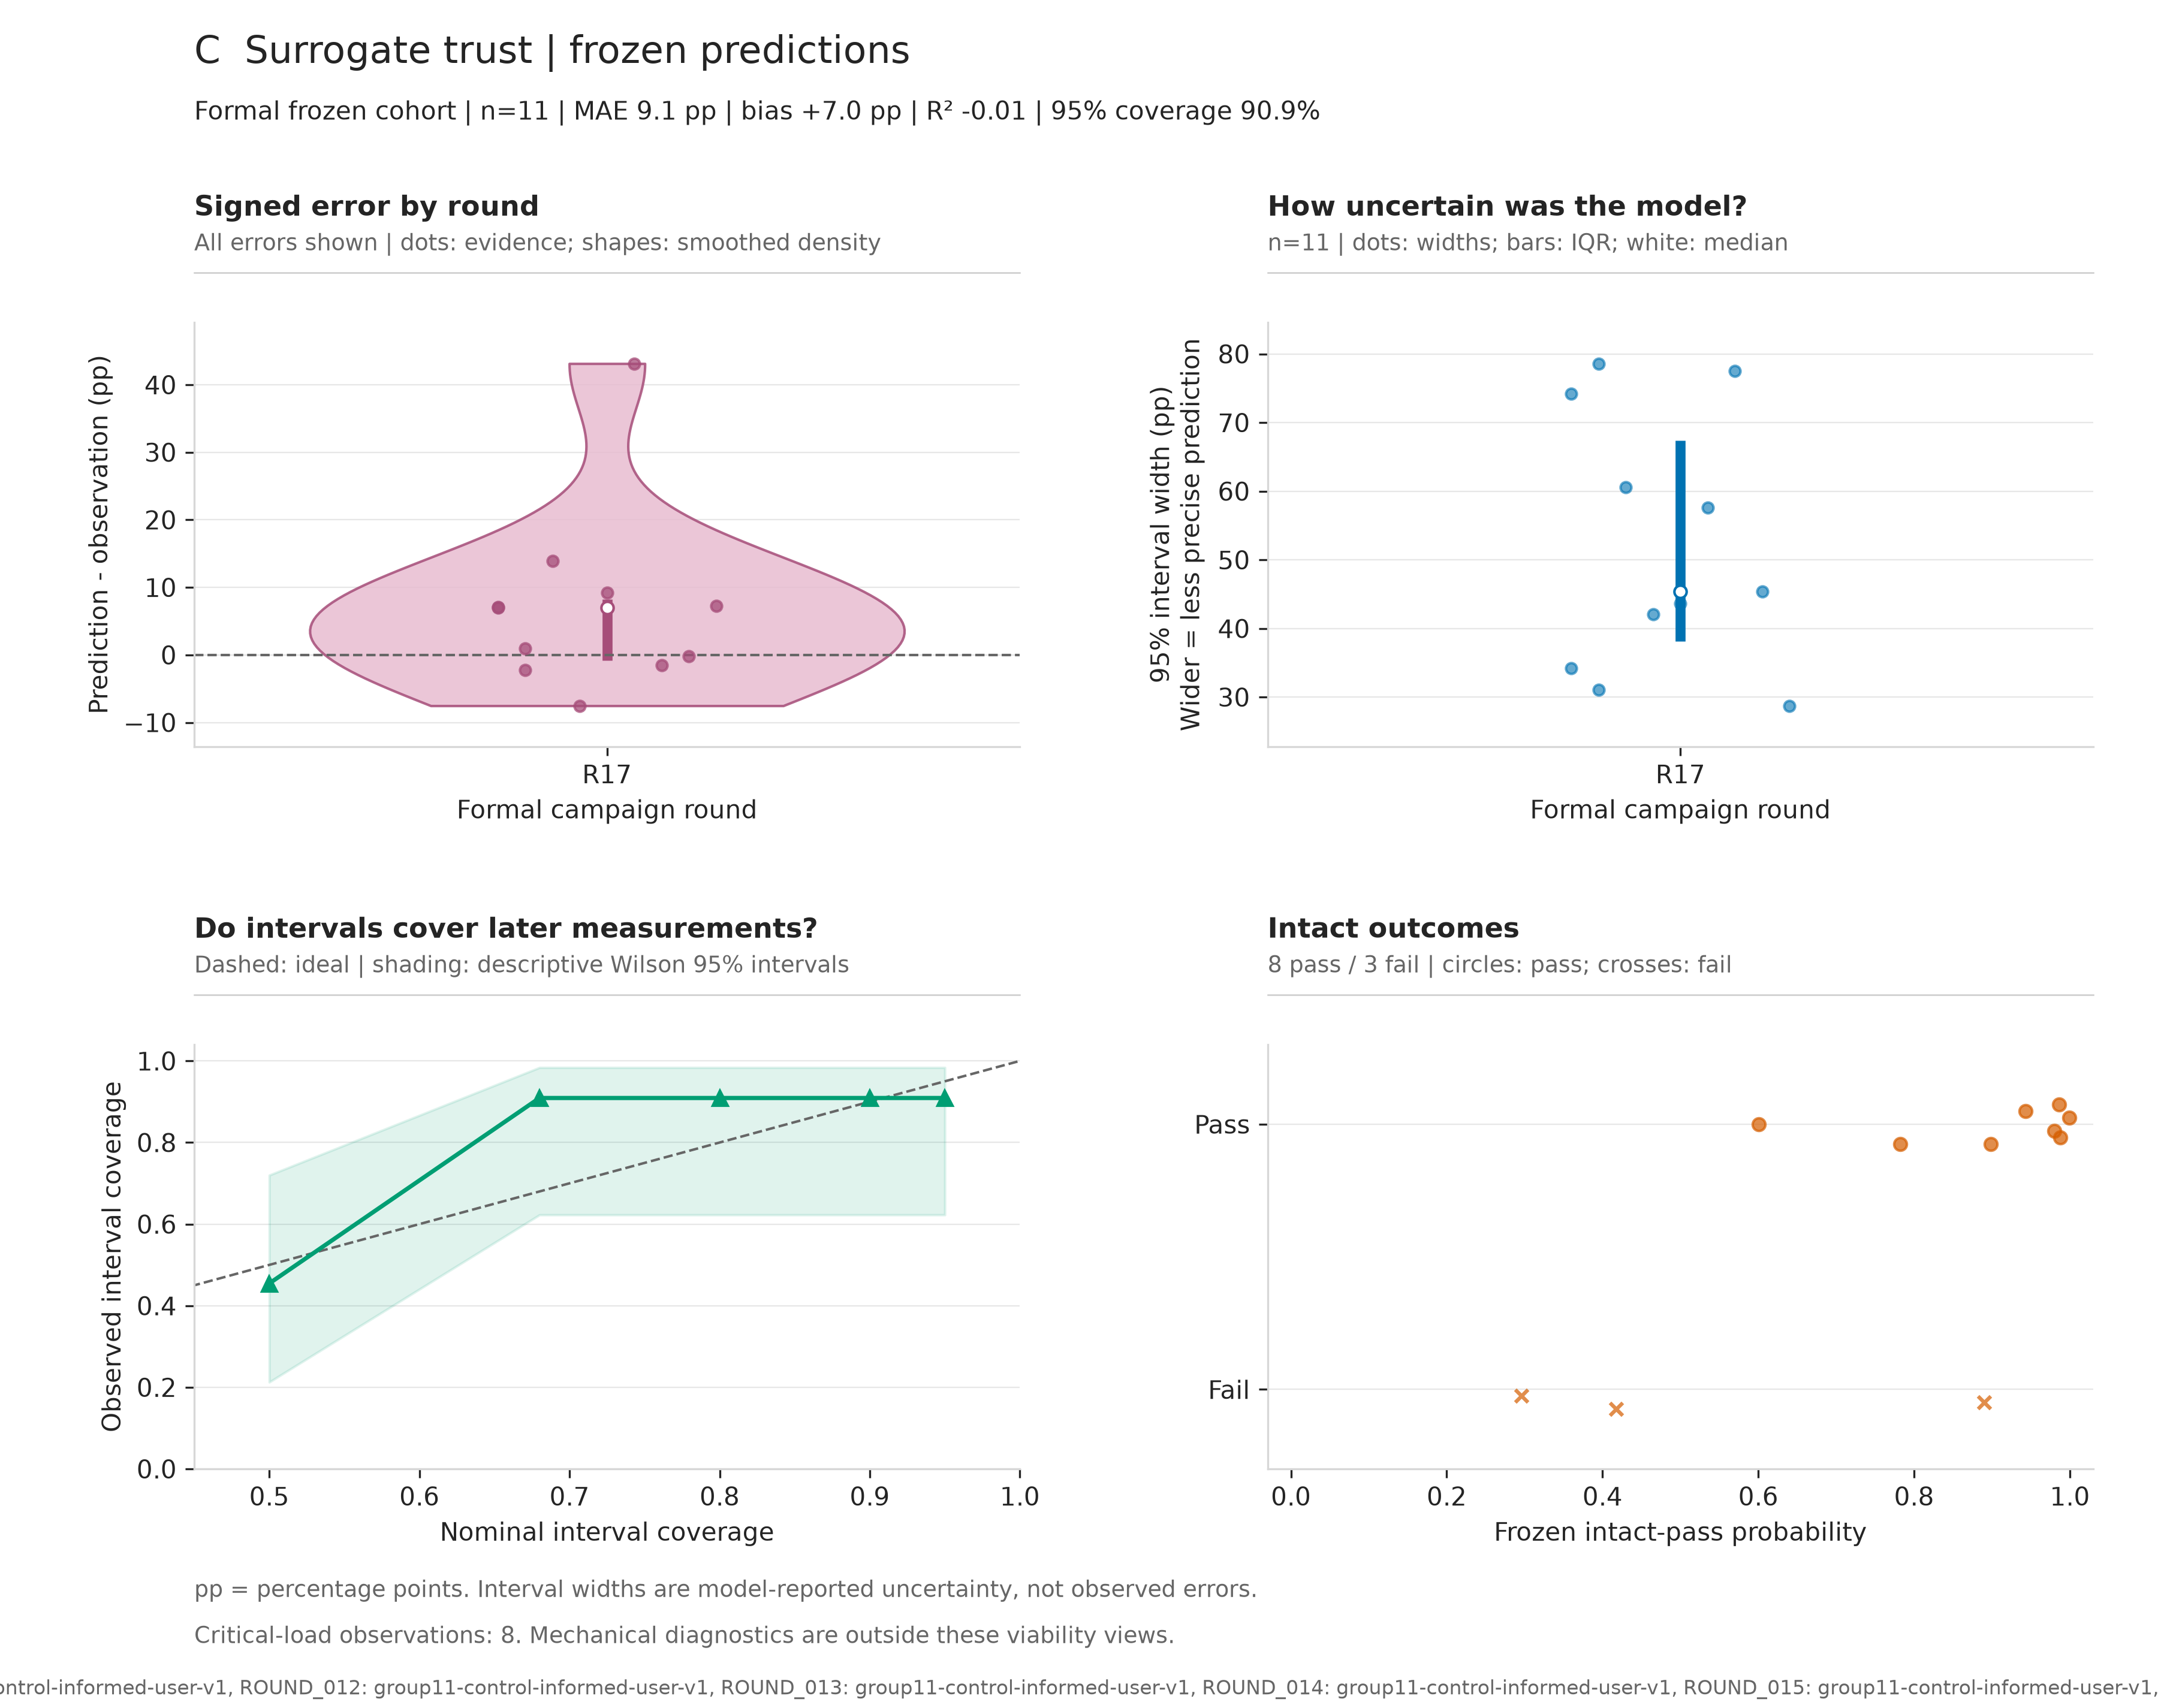 C Surrogate trust | frozen predictions
Formal frozen cohort | n=11 | MAE 9.1 pp | bias +7.0 pp | R² -0.01 | 95% coverage 90.9%
Signed error by round
All errors shown | dots: evidence; shapes: smoothed density
Prediction - observation (pp)
40
30
20
10
0
−10
R17
Formal campaign round
How uncertain was the model?
n=11 | dots: widths; bars: IQR; white: median
95% interval width (pp)
Wider = less precise prediction
80
70
60
50
40
30
R17
Formal campaign round
Do intervals cover later measurements?
Dashed: ideal | shading: descriptive Wilson 95% intervals
Observed interval coverage
1.0
0.8
0.6
0.4
0.2
0.0
0.5 0.6 0.7 0.8 0.9 1.0
Nominal interval coverage
Intact outcomes
8 pass / 3 fail | circles: pass; crosses: fail
Pass
Fail
0.0 0.2 0.4 0.6 0.8 1.0
Frozen intact-pass probability
pp = percentage points. Interval widths are model-reported uncertainty, not observed errors.
Critical-load observations: 8. Mechanical diagnostics are outside these viability views.
ontrol-informed-user-v1, ROUND_012: group11-control-informed-user-v1, ROUND_013: group11-control-informed-user-v1, ROUND_014: group11-control-informed-user-v1, ROUND_015: group11-control-informed-user-v1,